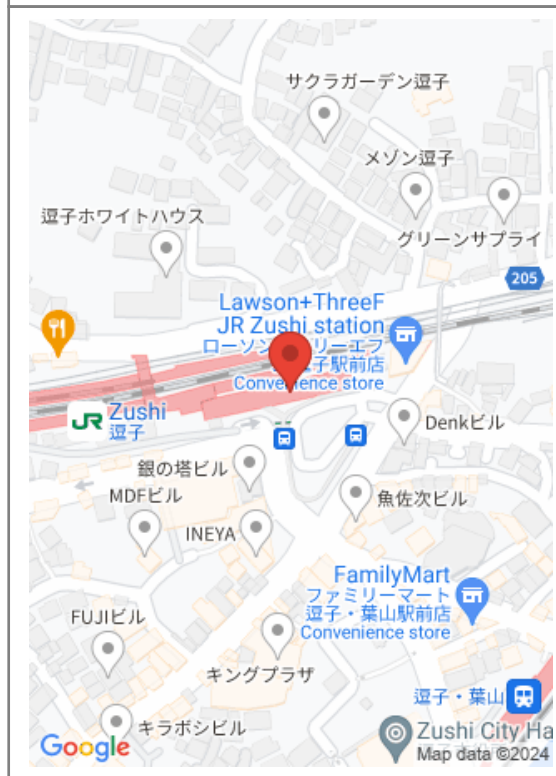 サクラガーデン逗子
メゾン逗子
逗子ホワイトハウス
グリーンサプライ
205
Lawson+ThreeF
JR Zushi station
ローソン
リーエフ
逗子駅前店
Convenience store
JR
Zushi
逗子
Denkビル
銀の塔ビル
MDFビル
魚佐次ビル
INEYA
FamilyMart
ファミリーマート
逗子・葉山駅前店
Convenience store
FUJIビル
キングプラザ
逗子・葉山
キラボシビル
Zushi City Ha
Google
Map data ©2024